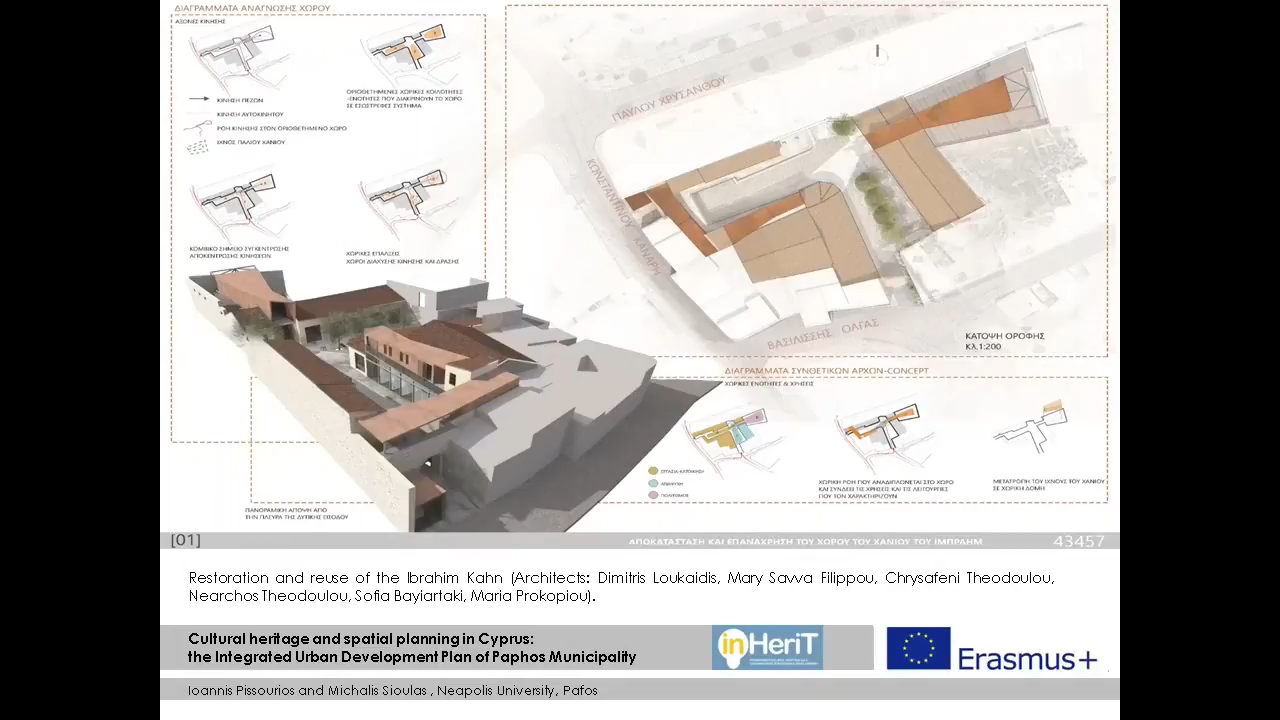 ΔΙΑΓΡΑΜΜΑΤΑ ΑΝΑΓΝΩΣΗΣ ΧΩΡΟΥ
ΑΞΟΝΕΣ ΚΙΝΗΣΗΣ
ΚΙΝΗΣΗ ΠΕΖΩΝ
ΚΙΝΗΣΗ ΑΥΤΟΚΙΝΗΤΟΥ
ΡΟΗ ΚΙΝΗΣΗΣ ΣΤΟΝ ΟΡΙΟΘΕΤΗΜΕΝΟ ΧΩΡΟ
ΙΧΝΟΣ ΠΑΛΙΟΥ ΧΑΝΙΟΥ
ΟΡΙΟΘΕΤΗΜΕΝΕΣ ΧΩΡΙΚΕΣ ΚΟΙΛΟΤΗΤΕΣ
-ΕΝΟΤΗΤΕΣ ΠΟΥ ΔΙΑΚΡΙΝΟΥΝ ΤΟ ΧΩΡΟ
ΣΕ ΕΣΩΣΤΡΕΦΕΣ ΣΥΣΤΗΜΑ
ΚΟΜΒΙΚΟ ΣΗΜΕΙΟ ΣΥΓΚΕΝΤΡΩΣΗΣ
ΑΠΟΚΕΝΤΡΩΣΗΣ ΚΙΝΗΣΕΩΝ
ΧΩΡΙΚΕΣ ΕΠΑΛΞΕΙΣ
ΧΩΡΟΙ ΔΙΑΧΥΣΗΣ ΚΙΝΗΣΗΣ ΚΑΙ ΔΡΑΣΗΣ
ΠΑΥΛΟΥ ΧΡΥΣΑΝΘΟΥ
ΚΩΝΣΤΑΝΤΙΝΟΥ ΚΑΝΑΡΗ
ΒΑΣΙΛΙΣΣΗΣ ΟΛΓΑΣ
ΚΑΤΟΨΗ ΟΡΟΦΗΣ
Κλ.1:200
ΔΙΑΓΡΑΜΜΑΤΑ ΣΥΝΘΕΤΙΚΩΝ ΑΡΧΩΝ-CONCEPT
ΧΩΡΙΚΕΣ ΕΝΟΤΗΤΕΣ & ΧΡΗΣΕΙΣ
ΕΡΓΑΣΙΑ-ΚΑΤΟΙΚΗΣΗ
ΑΝΑΨΥΧΗ
ΠΟΛΙΤΙΣΜΟΣ
ΧΩΡΙΚΗ ΡΟΗ ΠΟΥ ΑΝΑΔΙΠΛΩΝΕΤΑΙ ΣΤΟ ΧΩΡΟ
ΚΑΙ ΣΥΝΔΕΕΙ ΤΙΣ ΧΡΗΣΕΙΣ ΚΑΙ ΤΙΣ ΛΕΙΤΟΥΡΓΙΕΣ
ΠΟΥ ΤΟΝ ΧΑΡΑΚΤΗΡΙΖΟΥΝ
ΜΕΤΑΤΡΟΠΗ ΤΟΥ ΙΧΝΟΥΣ ΤΟΥ ΧΑΝΙΟΥ
ΣΕ ΧΩΡΙΚΗ ΔΟΜΗ
ΠΑΝΟΡΑΜΙΚΗ ΑΠΟΨΗ ΑΠΟ
ΤΗΝ ΠΛΕΥΡΑ ΤΗΣ ΔΥΤΙΚΗΣ ΕΙΣΟΔΟΥ
[01]
ΑΠΟΚΑΤΑΣΤΑΣΗ ΚΑΙ ΕΠΑΝΑΧΡΗΣΗ ΤΟΥ ΧΩΡΟΥ ΤΟΥ ΧΑΝΙΟΥ ΤΟΥ ΙΜΠΡΑΗΜ
43457
Restoration and reuse of the Ibrahim Kahn (Architects: Dimitris Loukaidis, Mary Savva Filippou, Chrysafeni Theodoulou,
Nearchos Theodoulou, Sofia Bayiartaki, Maria Prokopiou).
Cultural heritage and spatial planning in Cyprus:
the Integrated Urban Development Plan of Pafos Municipality
inHeriT
Erasmus+
Ioannis Pissourios and Michalis Sioulas , Neapolis University, Pafos